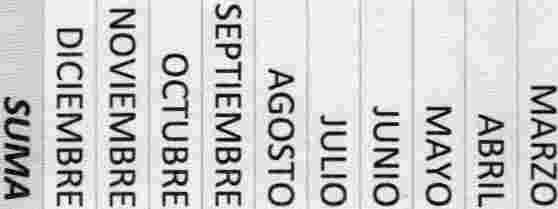 MARZO
ABRIL
MAYO
JUNIO
JULIO
AGOSTO
SEPTIEMBRE
OCTUBRE
NOVIEMBRE
DICIEMBRE
SUMA